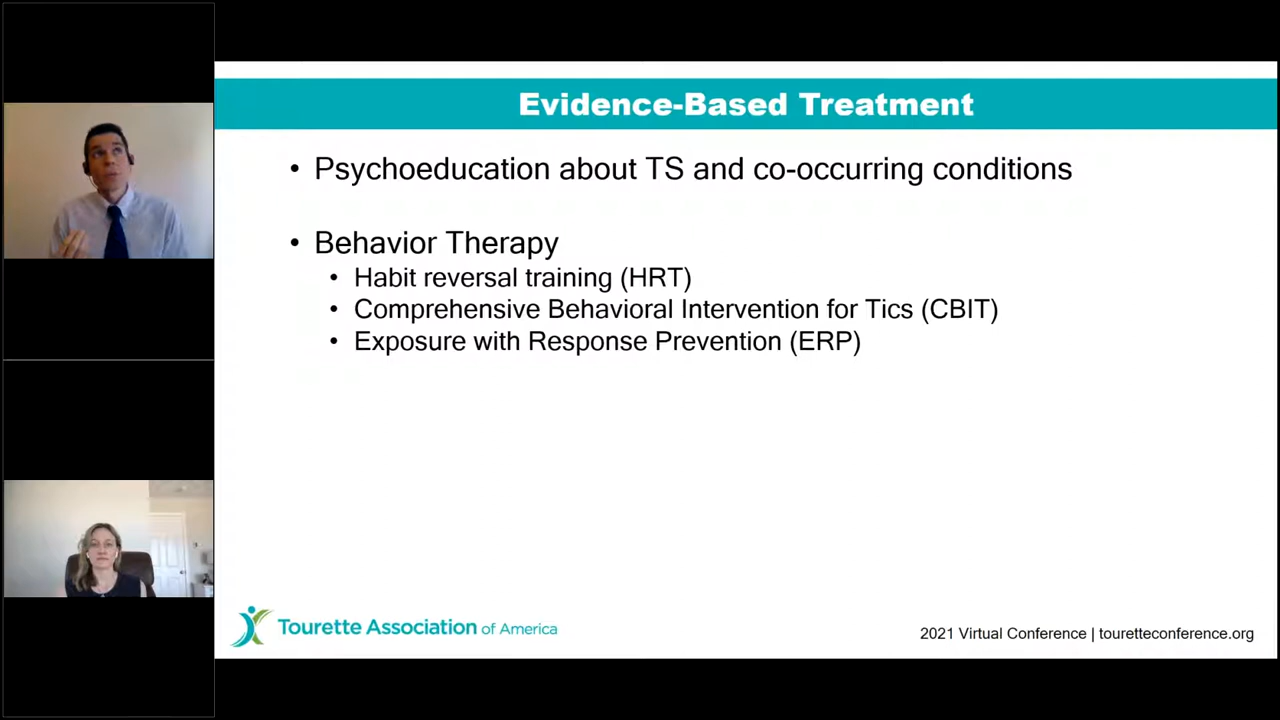 Evidence-Based Treatment
• Psychoeducation about TS and co-occurring conditions
• Behavior Therapy
• Habit reversal training (HRT)
• Comprehensive Behavioral Intervention for Tics (CBIT)
• Exposure with Response Prevention (ERP)
Tourette Association of America
2021 Virtual Conference | touretteconference.org